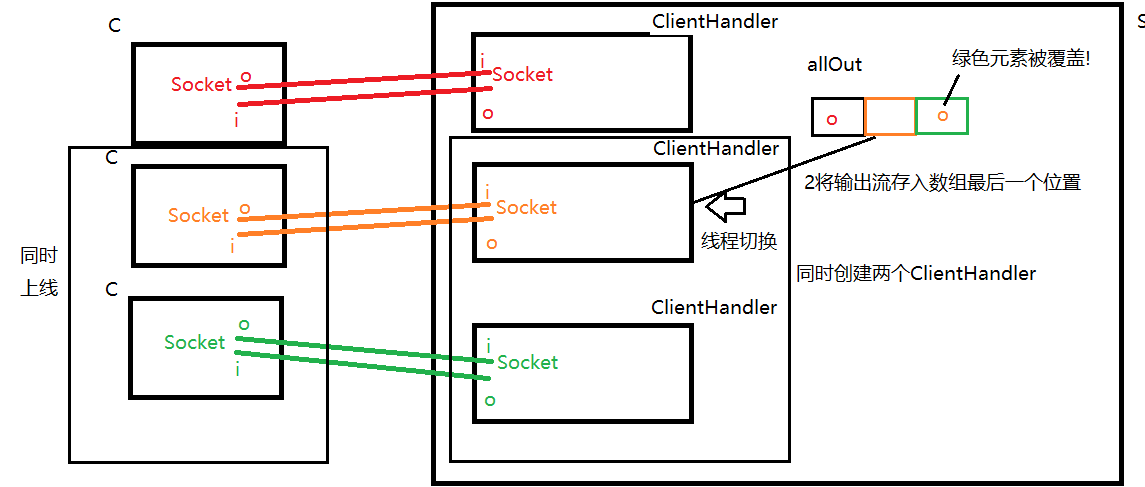 C
ClientHandler
S
Socket
o
i
i
Socket
o
allOut
绿色元素被覆盖!
o
o
C
ClientHandler
Socket
o
i
i
Socket
o
2将输出流存入数组最后一个位置
线程切换
同时
上线
同时创建两个ClientHandler
C
ClientHandler
Socket
o
i
i
Socket
o